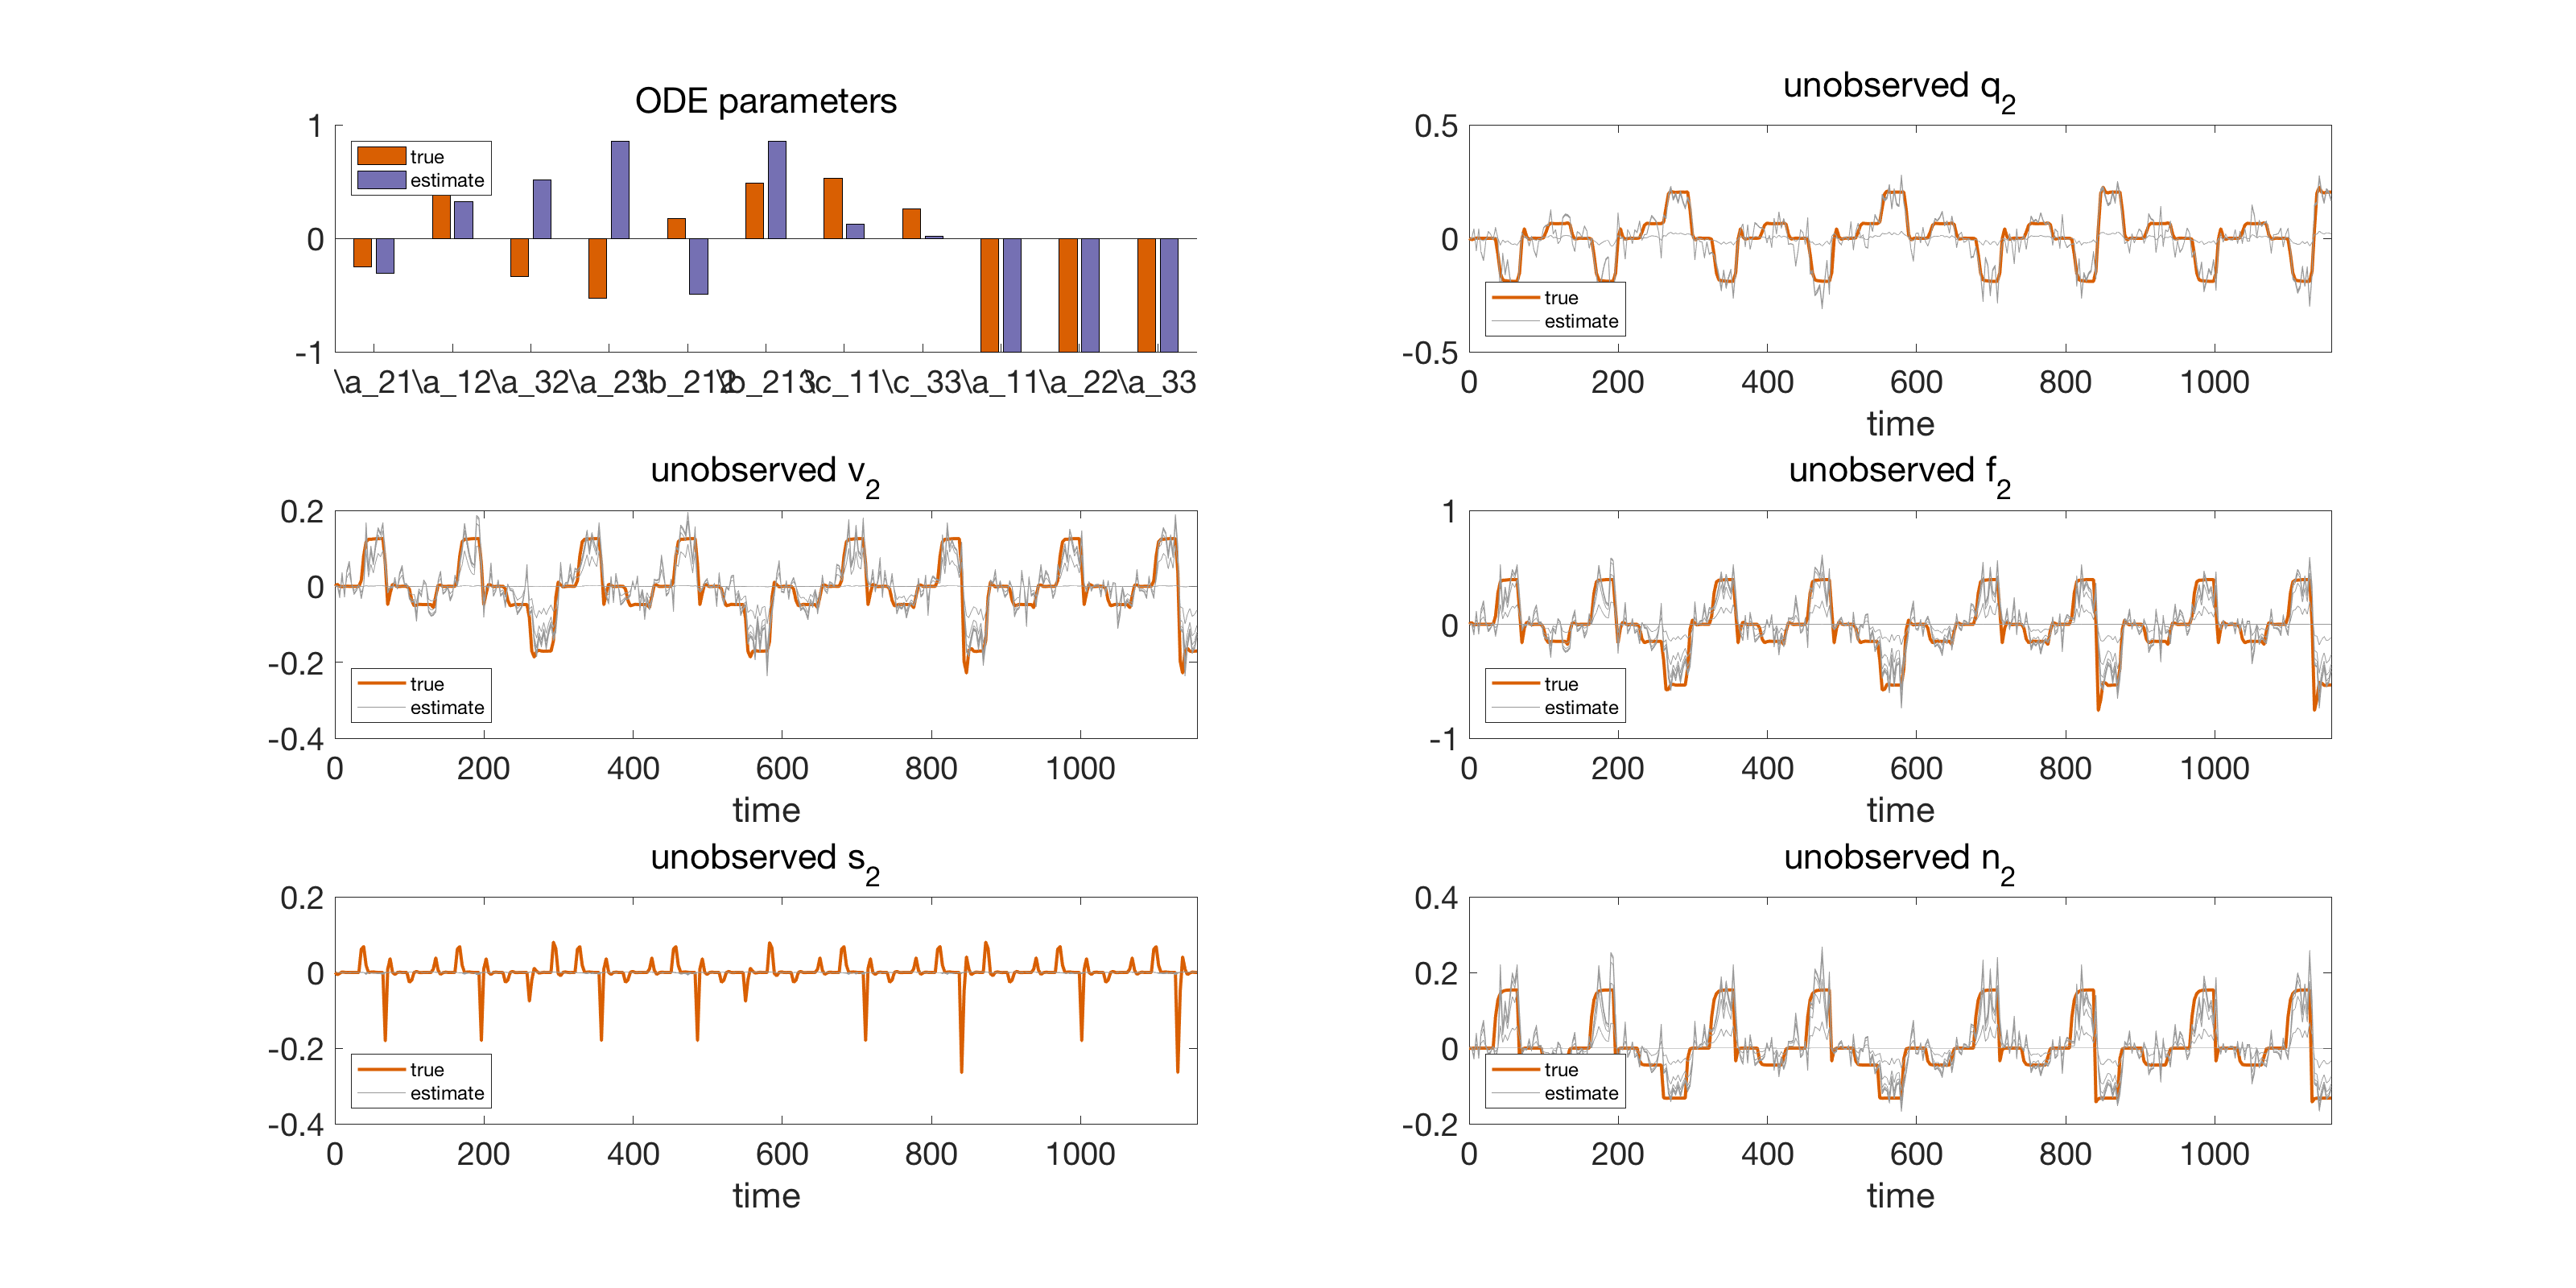 ODE parameters
1
0
-1
true
estimate
\a_21 \a_12 \a_32 \a_23 \b_212 \b_213 \c_11 \c_33 \a_11 \a_22 \a_33
unobserved q2
0.5
0
-0.5
true
estimate
0 200 400 600 800 1000
time
unobserved v2
0.2
0
-0.2
-0.4
true
estimate
0 200 400 600 800 1000
time
unobserved f2
1
0
-1
true
estimate
0 200 400 600 800 1000
time
unobserved s2
0.2
0
-0.2
-0.4
true
estimate
0 200 400 600 800 1000
time
unobserved n2
0.4
0.2
0
-0.2
true
estimate
0 200 400 600 800 1000
time